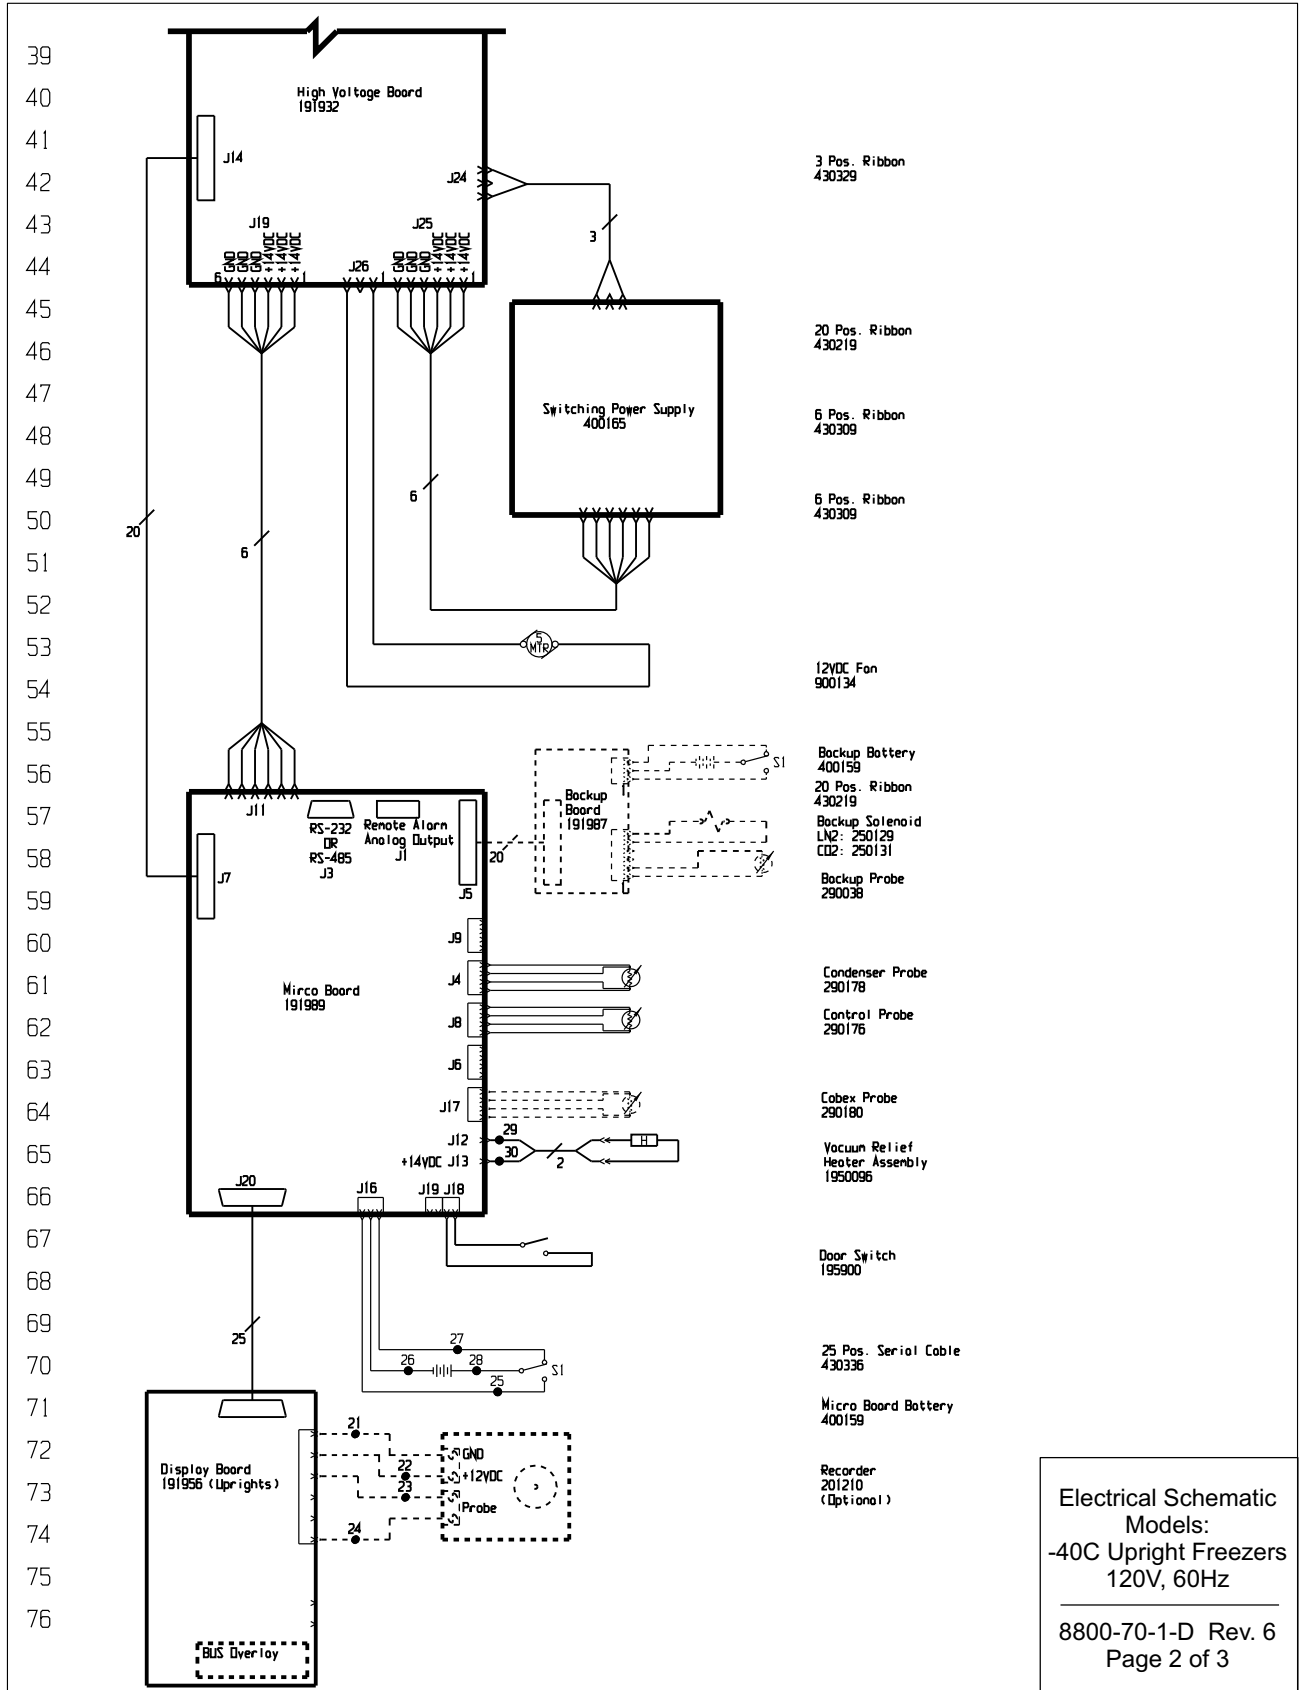 39
40
41
42
43
44
45
46
47
48
49
50
51
52
53
54
55
56
57
58
59
60
61
62
63
64
65
66
67
68
69
70
71
72
73
74
75
76
High Voltage Board
191932
J14
J24
J19
J25
J26
GND
GND
GND
+14VDC
+14VDC
+14VDC
6
1
1
GND
GND
GND
+14VDC
+14VDC
+14VDC
1
3
Switching Power Supply
400165
20
6
6
5
MTR
J11
RS-232
OR
RS-485
J3
Remote Alarm
Analog Output
J1
J5
J7
20
Backup
Board
191987
S1
J9
J4
J8
J6
J17
Mirco Board
191989
J12
29
+14VDC J13
30
2
H
J20
J16
J19
J18
25
27
26
28
S1
25
Display Board
191956 (Uprights)
21
22
23
24
GND
+12VDC
Probe
BUS Overlay
3 Pos. Ribbon
430329
20 Pos. Ribbon
430219
6 Pos. Ribbon
430309
6 Pos. Ribbon
430309
12VDC Fan
900134
Backup Battery
400159
20 Pos. Ribbon
430219
Backup Solenoid
LN2: 250129
CO2: 250131
Backup Probe
290038
Condenser Probe
290178
Control Probe
290176
Cobex Probe
290180
Vacuum Relief
Heater Assembly
1950096
Door Switch
195900
25 Pos. Serial Cable
430336
Micro Board Battery
400159
Recorder
201210
(Optional)
Electrical Schematic
Models:
-40C Upright Freezers
120V, 60Hz
8800-70-1-D Rev. 6
Page 2 of 3